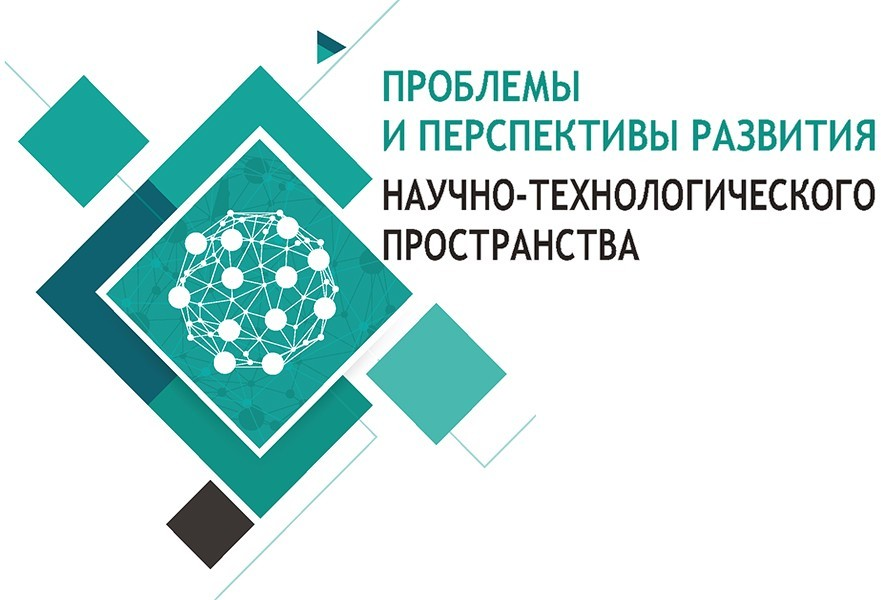 ПРОБЛЕМЫ
И ПЕРСПЕКТИВЫ РАЗВИТИЯ
НАУЧНО-ТЕХНОЛОГИЧЕСКОГО
ПРОСТРАНСТВА